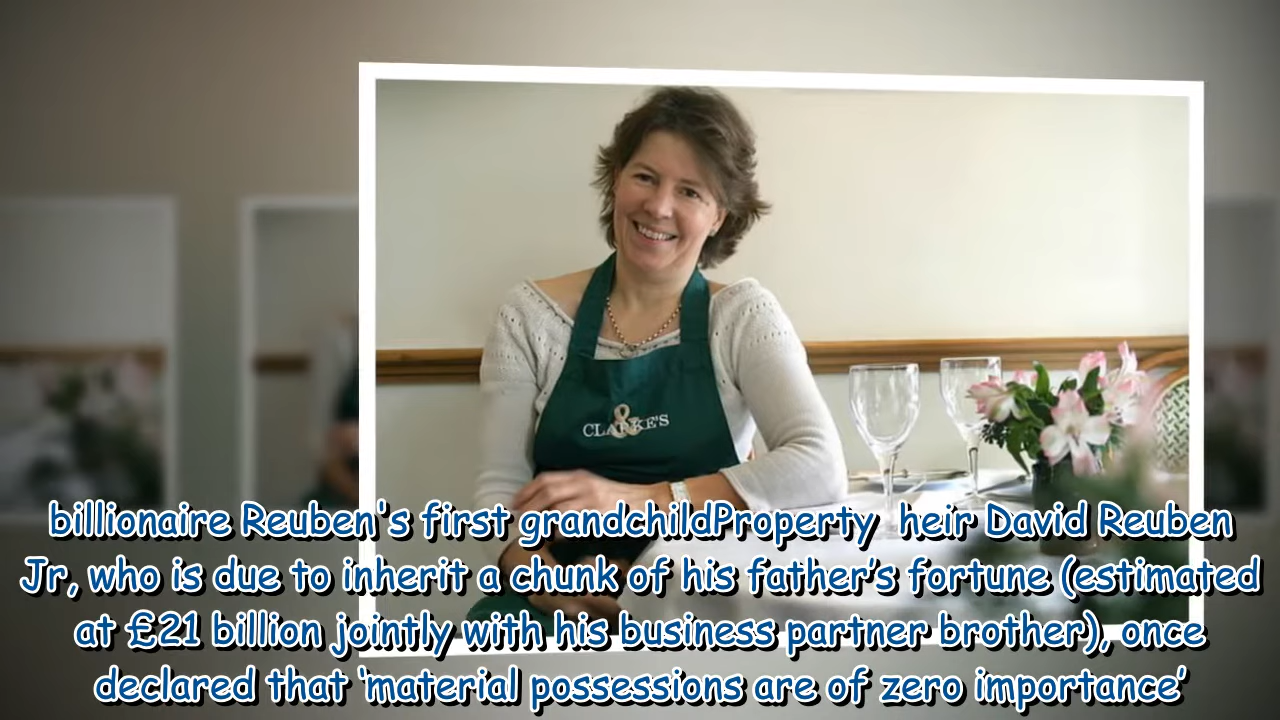 & CLARKE'S
billionaire Reuben's first grandchildProperty heir David Reuben
Jr, who is due to inherit a chunk of his father’s fortune (estimated
at £21 billion jointly with his business partner brother), once
declared that ‘material possessions are of zero importance’